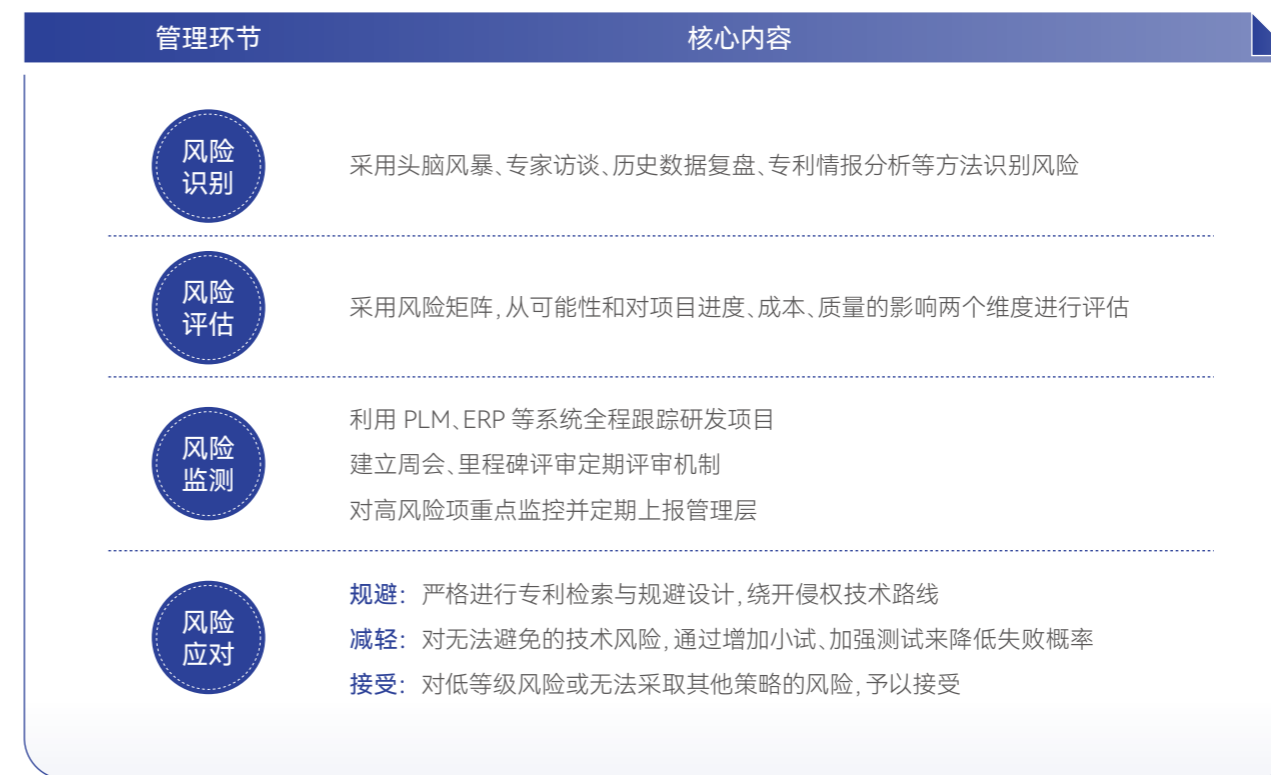 管理环节 核心内容
风险
识别
采用头脑风暴、专家访谈、历史数据复盘、专利情报分析等方法识别风险
风险
评估
采用风险矩阵,从可能性和对项目进度、成本、质量的影响两个维度进行评估
风险
监测
利用 PLM、ERP 等系统全程跟踪研发项目
建立周会、里程碑评审定期评审机制
对高风险项重点监控并定期上报管理层
风险
应对
规避: 严格进行专利检索与规避设计,绕开侵权技术路线
减轻: 对无法避免的技术风险,通过增加小试、加强测试来降低失败概率
接受: 对低等级风险或无法采取其他策略的风险,予以接受